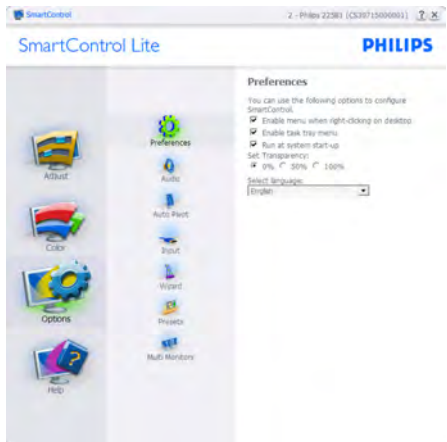 SmartControl
2 - Philips 225B1 (CS39715000001)
SmartControl Lite
PHILIPS
Adjust
Color
Options
Help
Preferences
Audio
Auto Pivot
Input
Wizard
Presets
Multi Monitors
Preferences
You can use the following options to configure
SmartControl.
Enable menu when right-clicking on desktop
Enable task tray menu
Run at system start-up
Set Transparency:
0% 50% 100%
Select language:
English